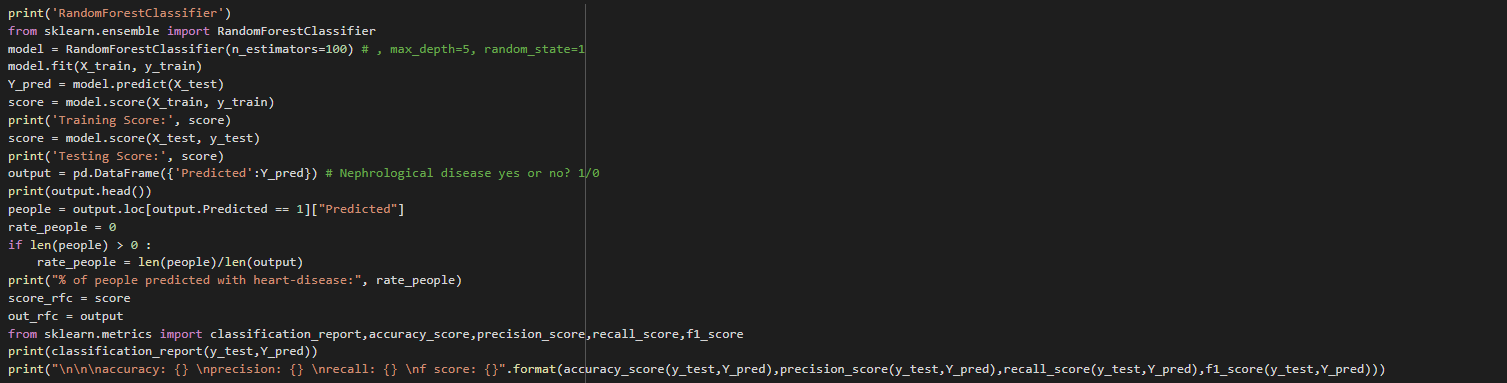 print('RandomForestClassifier')
from sklearn.ensemble import RandomForestClassifier
model = RandomForestClassifier(n_estimators=100) # , max_depth=5, random_state=1
model.fit(X_train, y_train)
Y_pred = model.predict(X_test)
score = model.score(X_train, y_train)
print('Training Score:', score)
score = model.score(X_test, y_test)
print('Testing Score:', score)
output = pd.DataFrame({'Predicted':Y_pred}) # Nephrological disease yes or no? 1/0
print(output.head())
people = output.loc[output.Predicted == 1]["Predicted"]
rate_people = 0
if len(people) > 0 :
    rate_people = len(people)/len(output)
print("% of people predicted with heart-disease:", rate_people)
score_rfc = score
out_rfc = output
from sklearn.metrics import classification_report,accuracy_score,precision_score,recall_score,f1_score
print(classification_report(y_test,Y_pred))
print("\n\n\naccuracy: {} \nprecision: {} \nrecall: {} \nf score: {}".format(accuracy_score(y_test,Y_pred),precision_score(y_test,Y_pred),recall_score(y_test,Y_pred),f1_score(y_test,Y_pred)))